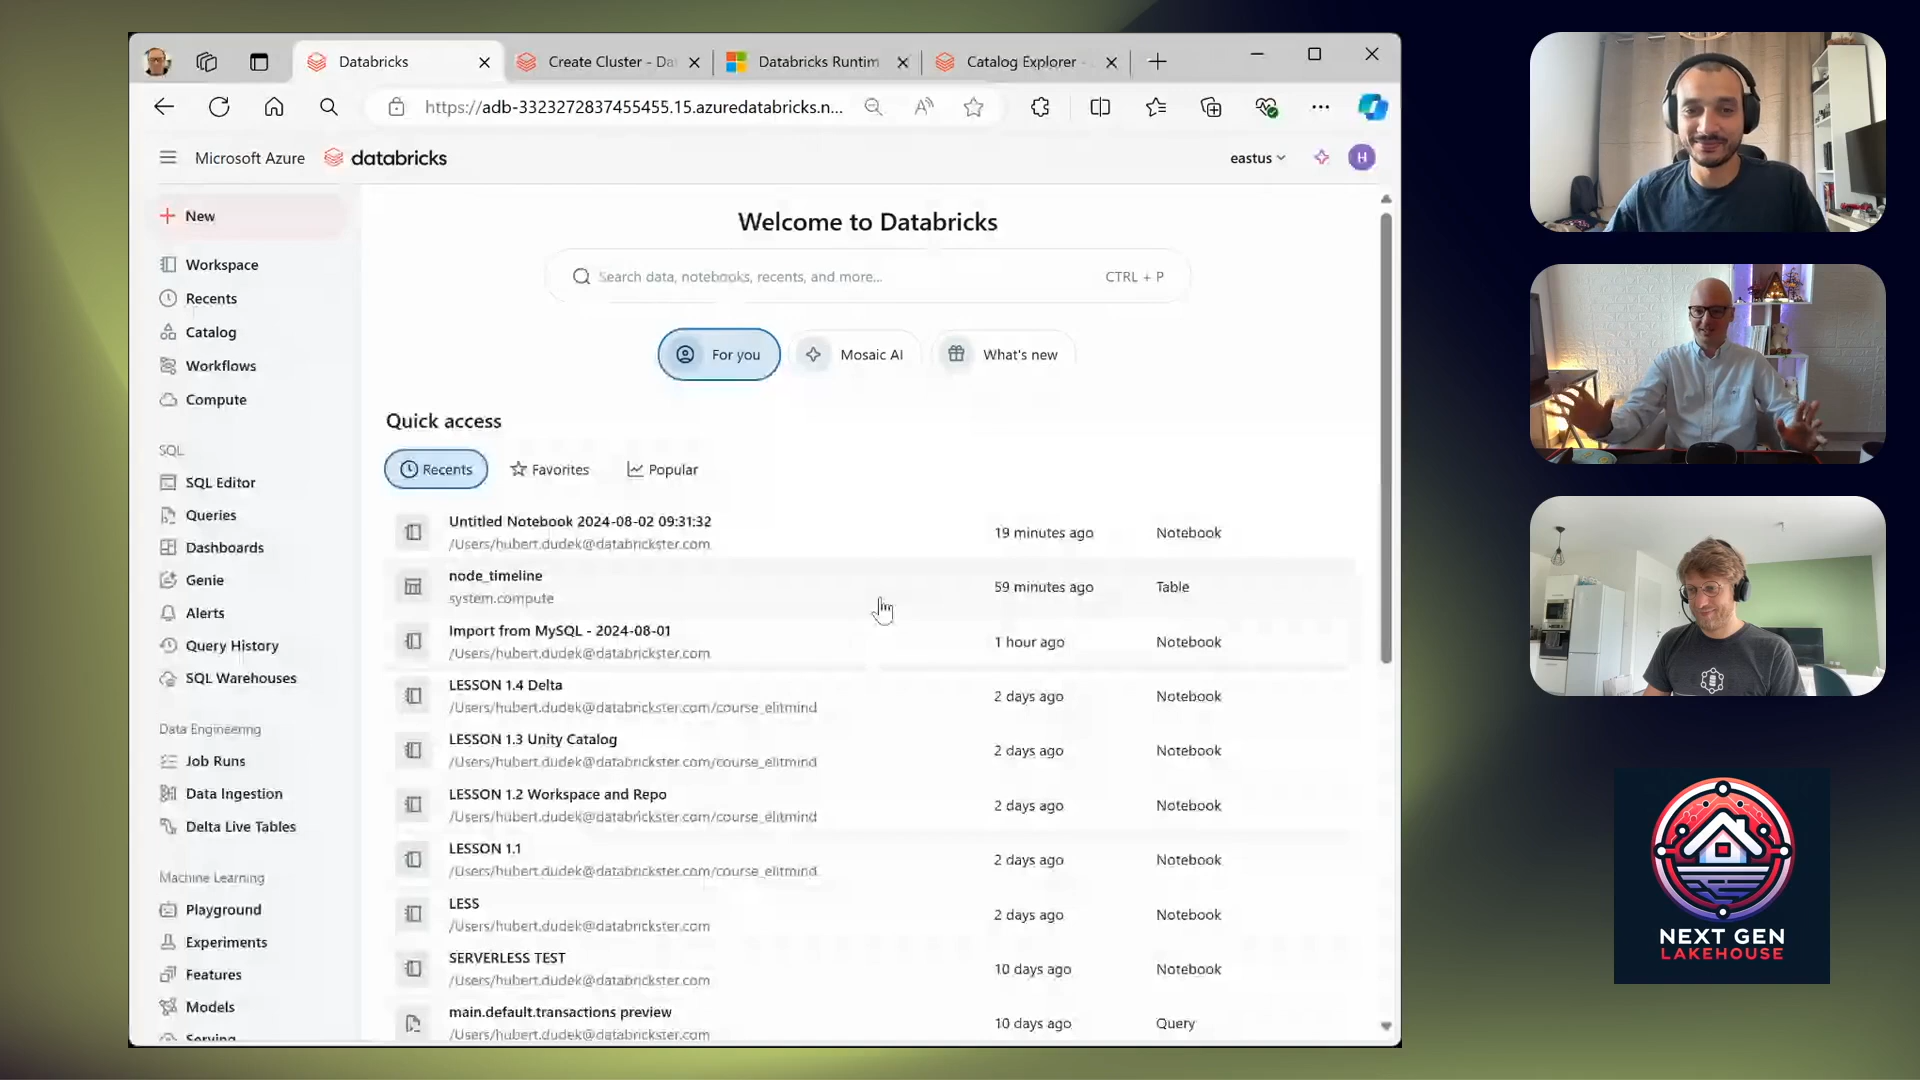 Databricks
Create Cluster - Da
Databricks Runtim
Catalog Explorer -
https://adb-3323272837455455.15.azuredatabricks.n...
Microsoft Azure
databricks
eastus
H
New
Workspace
Recents
Catalog
Workflows
Compute
SQL
SQL Editor
Queries
Dashboards
Genie
Alerts
Query History
SQL Warehouses
Data Engineering
Job Runs
Data Ingestion
Delta Live Tables
Machine Learning
Playground
Experiments
Features
Models
Serving
Welcome to Databricks
Search data, notebooks, recents, and more...
CTRL + P
For you
Mosaic AI
What's new
Quick access
Recents
Favorites
Popular
Untitled Notebook 2024-08-02 09:31:32
/Users/hubert.dudek@databrickster.com
19 minutes ago
Notebook
node_timeline
system.compute
59 minutes ago
Table
Import from MySQL - 2024-08-01
/Users/hubert.dudek@databrickster.com
1 hour ago
Notebook
LESSON 1.4 Delta
/Users/hubert.dudek@databrickster.com/course_elitmind
2 days ago
Notebook
LESSON 1.3 Unity Catalog
/Users/hubert.dudek@databrickster.com/course_elitmind
2 days ago
Notebook
LESSON 1.2 Workspace and Repo
/Users/hubert.dudek@databrickster.com/course_elitmind
2 days ago
Notebook
LESSON 1.1
/Users/hubert.dudek@databrickster.com/course_elitmind
2 days ago
Notebook
LESS
/Users/hubert.dudek@databrickster.com
2 days ago
Notebook
SERVERLESS TEST
/Users/hubert.dudek@databrickster.com
10 days ago
Notebook
main.default.transactions preview
/Users/hubert.dudek@databrickster.com
10 days ago
Query
NEXT GEN
LAKEHOUSE